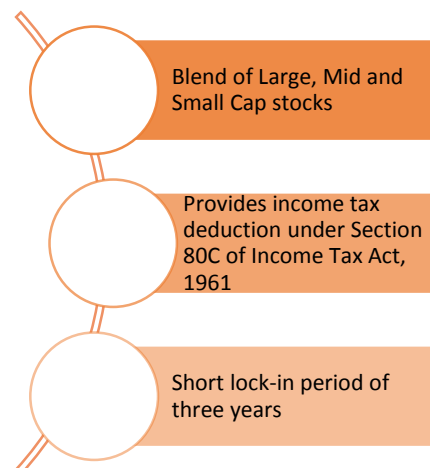 Blend of Large, Mid and
Small Cap stocks
Provides income tax
deduction under Section
80C of Income Tax Act,
1961
Short lock-in period of
three years